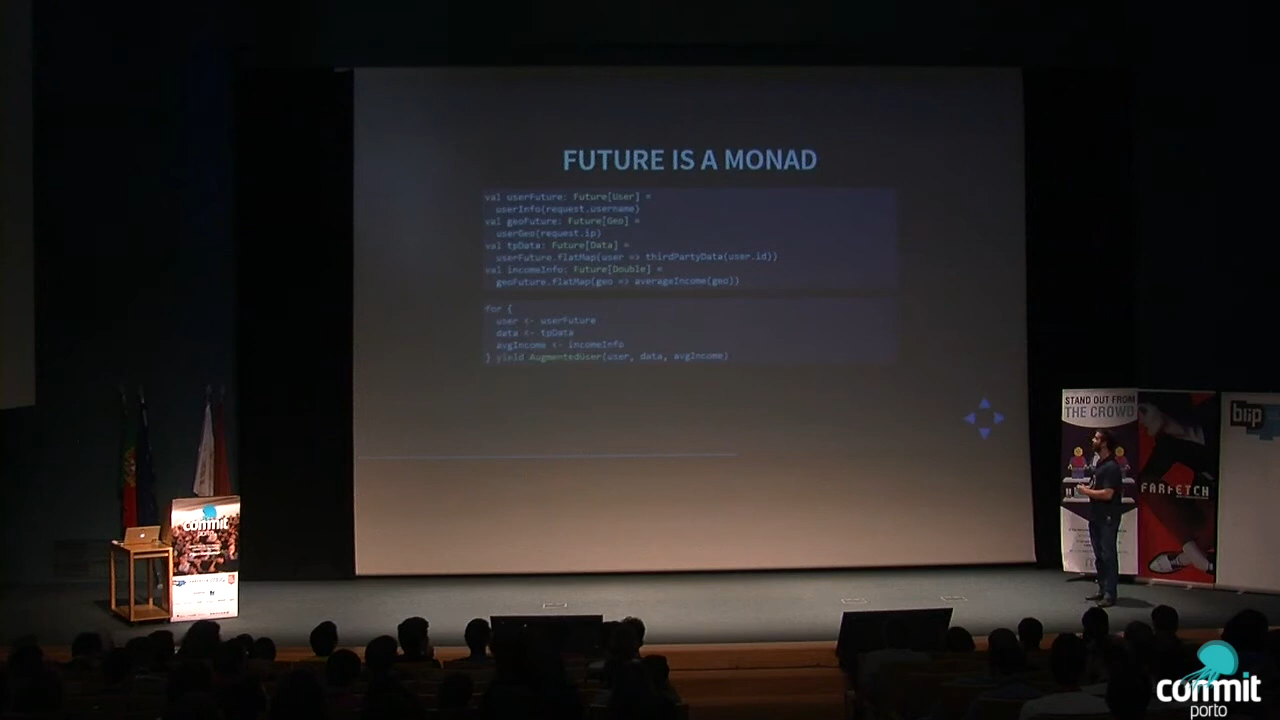 FUTURE IS A MONAD
val userFuture: Future[User] =
userInfo(request.username)
val geoFuture: Future[Geo] =
userGeo(request.ip)
val tpData: Future[Data] =
userFuture.flatMap(user => thirdPartyData(user.id))
val incomeInfo: Future[Double] =
geoFuture.flatMap(geo => averageIncome(geo))
for {
user <- userFuture
data <- tpData
avgIncome <- incomeInfo
} yield AugmentedUser(user, data, avgIncome)
STAND OUT FROM
THE CROWD
FARFETCH
blip
commit
porto
commit
porto